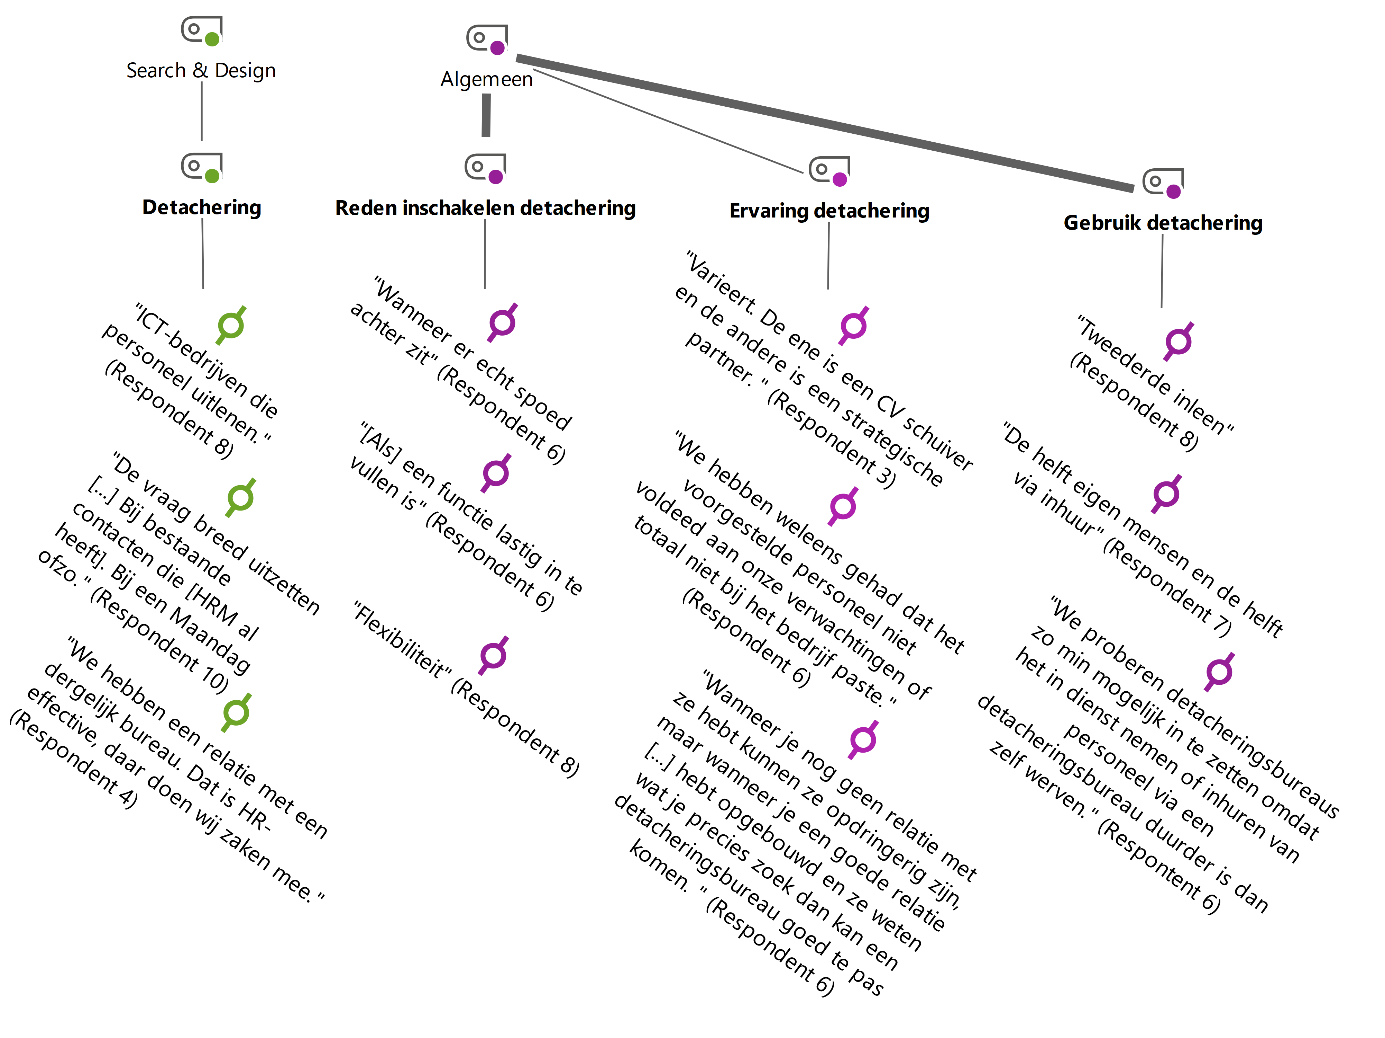 Search & Design
Algemeen
Detachering
Reden inschakelen detachering
Ervaring detachering
Gebruik detachering
"ICT-bedrijven die
personeel uitlenen. "
(Respondent 8)
"De vraag breed uitzetten
[...] Bij bestaande
contacten die [HRM al
heeft]. Bij een Maandag
ofzo. " (Respondent 10)
"We hebben een relatie met een
dergelijk bureau. Dat is HR-
effective, daar doen wij zaken mee."
(Respondent 4)
"Wanneer er echt spoed
achter zit" (Respondent 6)
"[Als] een functie lastig in te
vullen is" (Respondent 6)
"Flexibiliteit" (Respondent 8)
"Varieert. De ene is een CV schuiver
en de andere is een strategische
partner. " (Respondent 3)
"We hebben weleens gehad dat het
voorgestelde personeel niet
voldeed aan onze verwachtingen of
totaal niet bij het bedrijf paste."
(Respondent 6)
"Wanneer je nog geen relatie met
ze hebt kunnen ze opdringerig zijn,
maar wanneer je een goede relatie
[...] hebt opgebouwd en ze weten
wat je precies zoek dan kan een
detacheringsbureau goed te pas
komen. " (Respondent 6)
"Tweederde inleen"
(Respondent 8)
"De helft eigen mensen en de helft
via inhuur" (Respondent 7)
"We proberen detacheringsbureaus
zo min mogelijk in te zetten omdat
het in dienst nemen of inhuren van
personeel via een
detacheringsbureau duurder is dan
zelf werven." (Respontent 6)